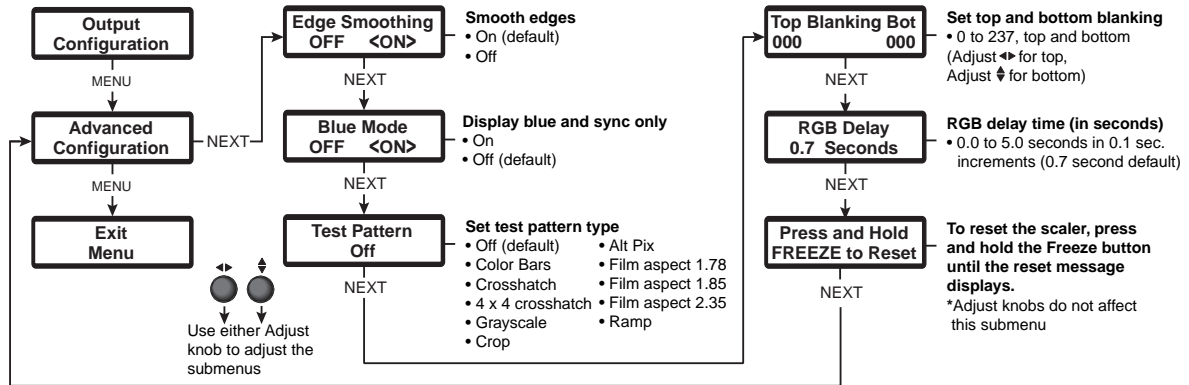 Output
Configuration
MENU
Advanced
Configuration
NEXT
MENU
Exit
Menu
Use either Adjust
knob to adjust the
submenus
Edge Smoothing
OFF <ON>
NEXT
Smooth edges
• On (default)
• Off
Blue Mode
OFF <ON>
NEXT
Display blue and sync only
• On
• Off (default)
Test Pattern
Off
NEXT
Set test pattern type
• Off (default)
• Color Bars
• Crosshatch
• 4 x 4 crosshatch
• Grayscale
• Crop
• Alt Pix
• Film aspect 1.78
• Film aspect 1.85
• Film aspect 2.35
• Ramp
Top Blanking Bot
000 000
NEXT
Set top and bottom blanking
• 0 to 237, top and bottom
(Adjust for top,
Adjust for bottom)
RGB Delay
0.7 Seconds
NEXT
RGB delay time (in seconds)
• 0.0 to 5.0 seconds in 0.1 sec.
increments (0.7 second default)
Press and Hold
FREEZE to Reset
NEXT
To reset the scaler, press
and hold the Freeze button
until the reset message
displays.
*Adjust knobs do not affect
this submenu